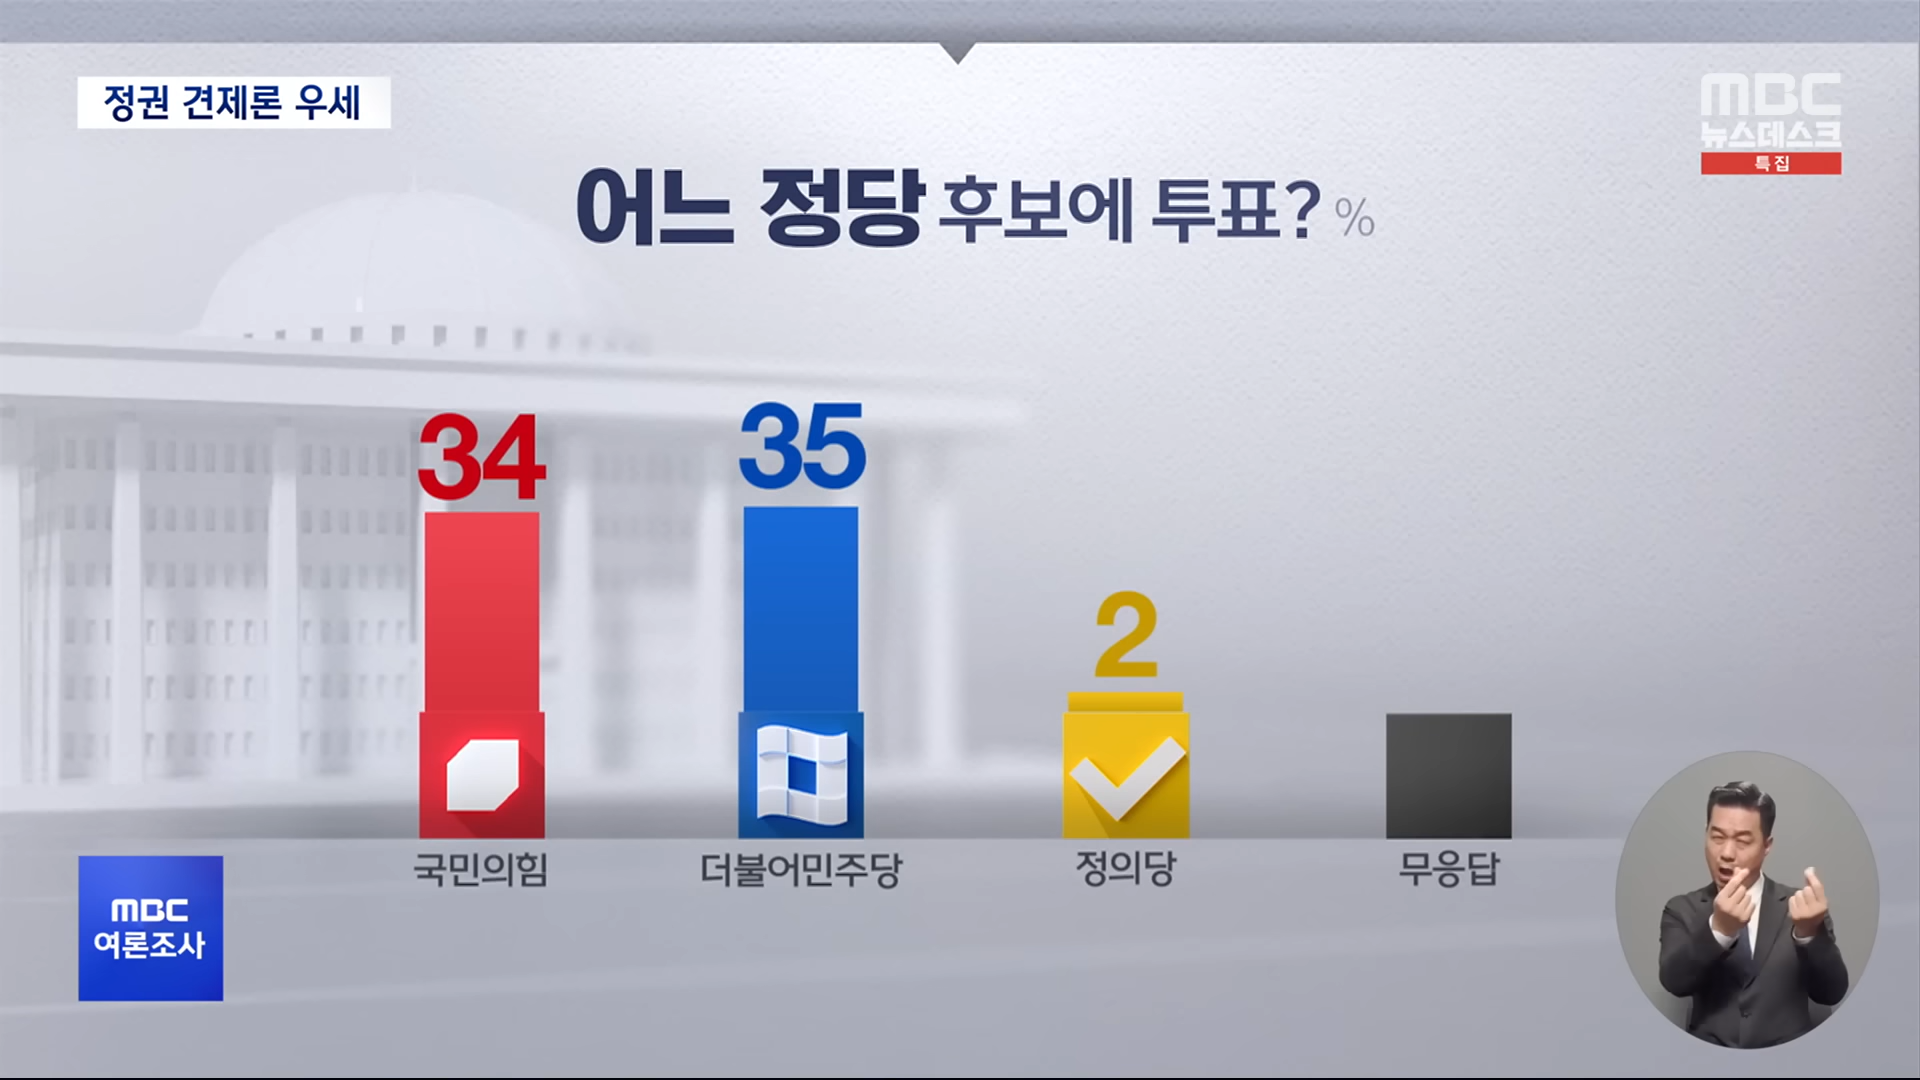 정권 견제론 우세
MBC
뉴스데스크
특집
어느 정당 후보에 투표? %
34
35
2
국민의힘
더불어민주당
정의당
무응답
MBC
여론조사